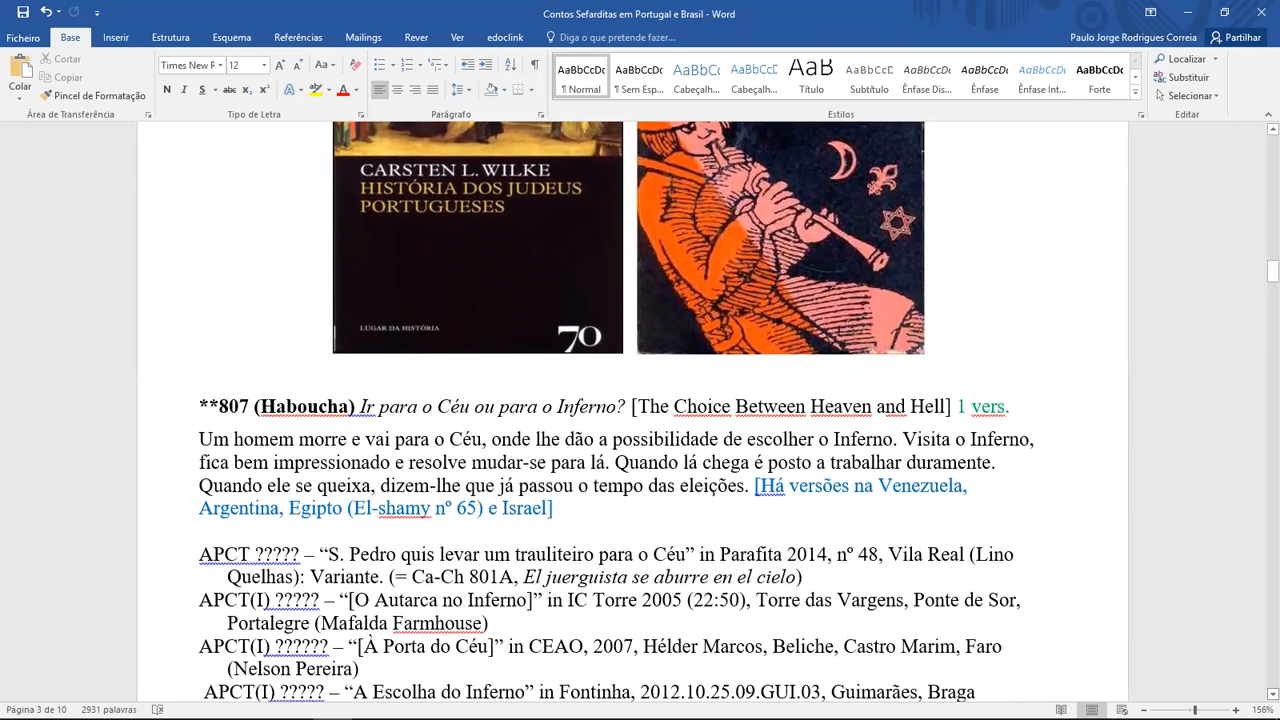 Contos Sefarditas em Portugal e Brasil - Word
Ficheiro Base Inserir Estrutura Esquema Referências Mailings Rever Ver edoclink Diga o que pretende fazer... Paulo Jorge Rodrigues Correia Partilhar
Colar
Cortar
Copiar
Pincel de Formatação
Área de Transferência
Times New R 12
N I S abc x₂ x²
Tipo de Letra
Parágrafo
AaBbCcDc AaBbCcDc AaBbCc AaBbCcD AaB AaBbCcC AaBbCcDc AaBbCcDc AaBbCcDc AaBbCcDc
¶ Normal ¶ Sem Esp... Cabeçalh... Cabeçalh... Título Subtítulo Ênfase Dis... Ênfase Ênfase Int... Forte
Estilos
Localizar
Substituir
Selecionar
Editar
CARSTEN L. WILKE
HISTÓRIA DOS JUDEUS
PORTUGUESES
LUGAR DA HISTÓRIA
70
**807 (Haboucha) Ir para o Céu ou para o Inferno? [The Choice Between Heaven and Hell] 1 vers.
Um homem morre e vai para o Céu, onde lhe dão a possibilidade de escolher o Inferno. Visita o Inferno,
fica bem impressionado e resolve mudar-se para lá. Quando lá chega é posto a trabalhar duramente.
Quando ele se queixa, dizem-lhe que já passou o tempo das eleições. [Há versões na Venezuela,
Argentina, Egipto (El-shamy nº 65) e Israel]
APCT ????? – “S. Pedro quis levar um trauliteiro para o Céu” in Parafita 2014, nº 48, Vila Real (Lino
Quelhas): Variante. (= Ca-Ch 801A, El juerguista se aburre en el cielo)
APCT(I) ????? – “[O Autarca no Inferno]” in IC Torre 2005 (22:50), Torre das Vargens, Ponte de Sor,
Portalegre (Mafalda Farmhouse)
APCT(I) ?????? – “[À Porta do Céu]” in CEAO, 2007, Hélder Marcos, Beliche, Castro Marim, Faro
(Nelson Pereira)
APCT(I) ????? – “A Escolha do Inferno” in Fontinha, 2012.10.25.09.GUI.03, Guimarães, Braga
Página 3 de 10 2931 palavras 156%